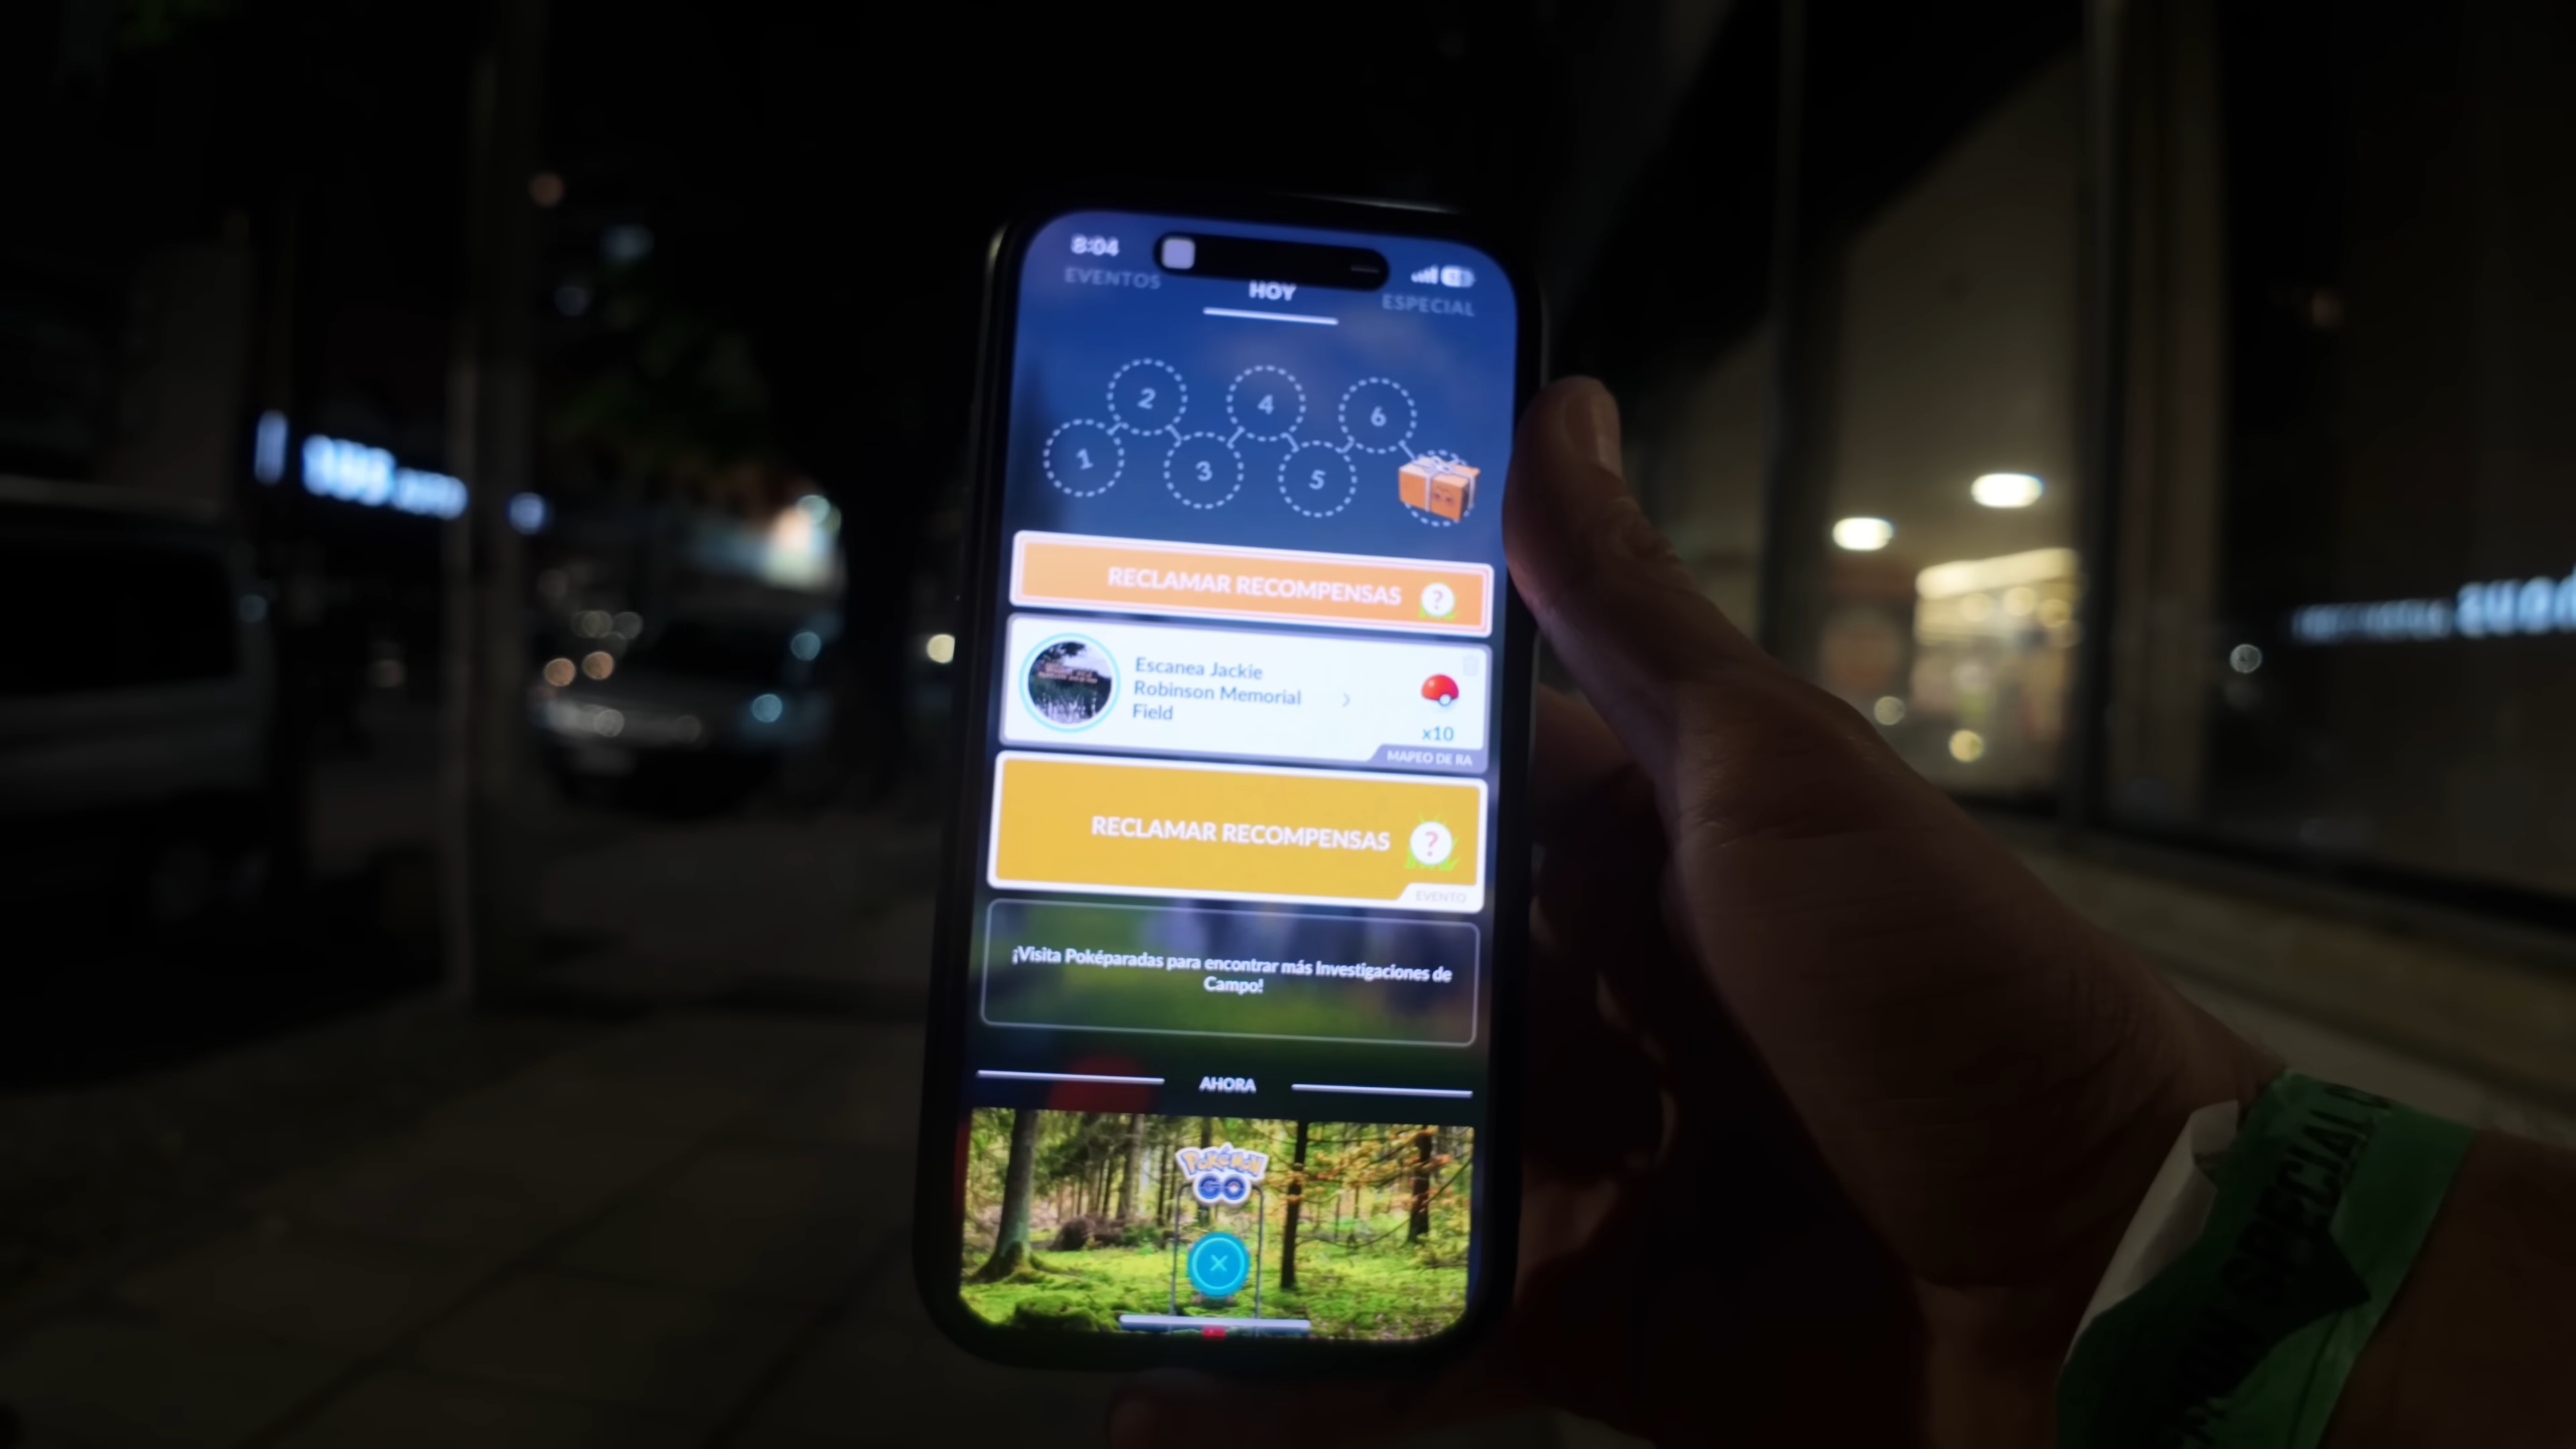 8:04
EVENTOS
HOY
ESPECIAL
2
4
6
1
3
5
RECLAMAR RECOMPENSAS
?
Escanea Jackie
Robinson Memorial
Field
x10
MAPEO DE RA
RECLAMAR RECOMPENSAS
?
EVENTO
¡Visita Poképaradas para encontrar más Investigaciones de
Campo!
AHORA
Pokémon
GO
SPECIAL